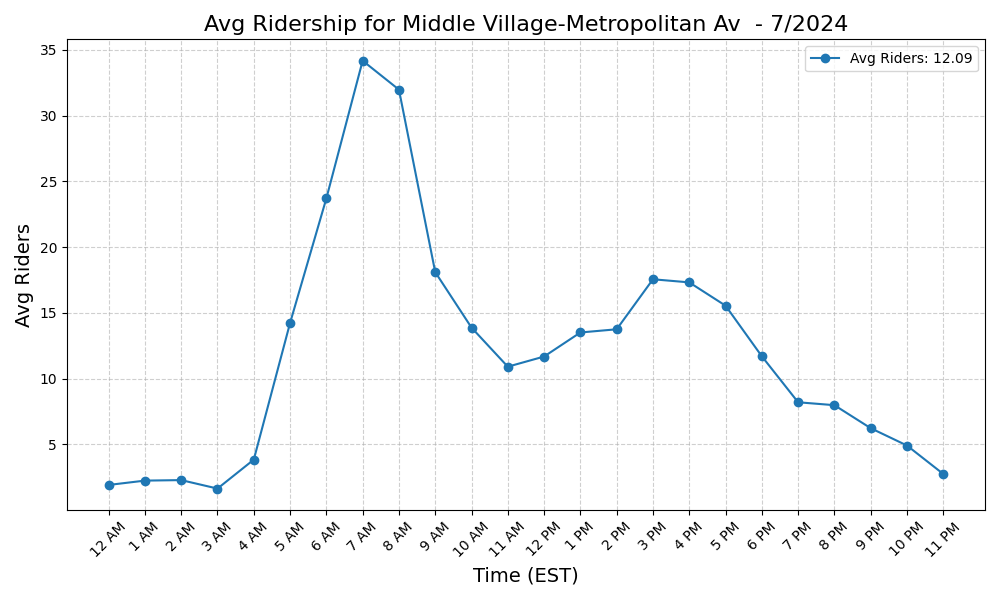 Avg Ridership for Middle Village-Metropolitan Av  - 7/2024
Avg Riders: 12.09
Avg Riders
35
30
25
20
15
10
5
12 AM
1 AM
2 AM
3 AM
4 AM
5 AM
6 AM
7 AM
8 AM
9 AM
10 AM
11 AM
12 PM
1 PM
2 PM
3 PM
4 PM
5 PM
6 PM
7 PM
8 PM
9 PM
10 PM
11 PM
Time (EST)